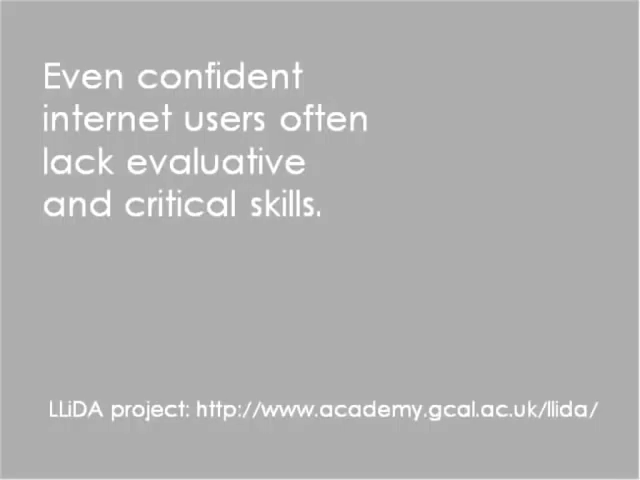 Even confident
internet users often
lack evaluative
and critical skills.
LLiDA project: http://www.academy.gcal.ac.uk/llida/